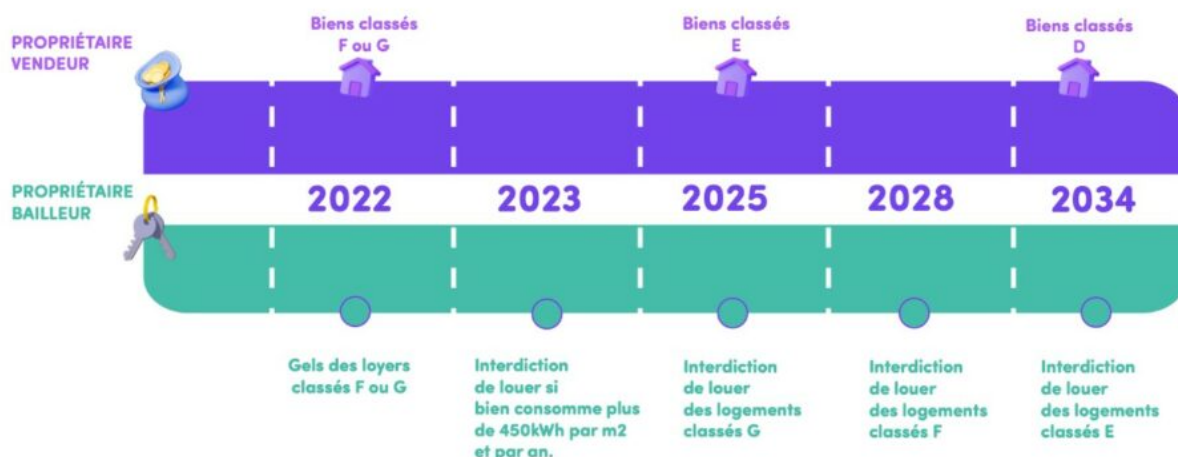 PROPRIÉTAIRE
VENDEUR
Biens classés
F ou G
Biens classés
E
Biens classés
D
PROPRIÉTAIRE
BAILLEUR
2022
2023
2025
2028
2034
Gels des loyers
classés F ou G
Interdiction
de louer si
bien consomme plus
de 450kWh par m2
et par an.
Interdiction
de louer
des logements
classés G
Interdiction
de louer
des logements
classés F
Interdiction
de louer
des logements
classés E